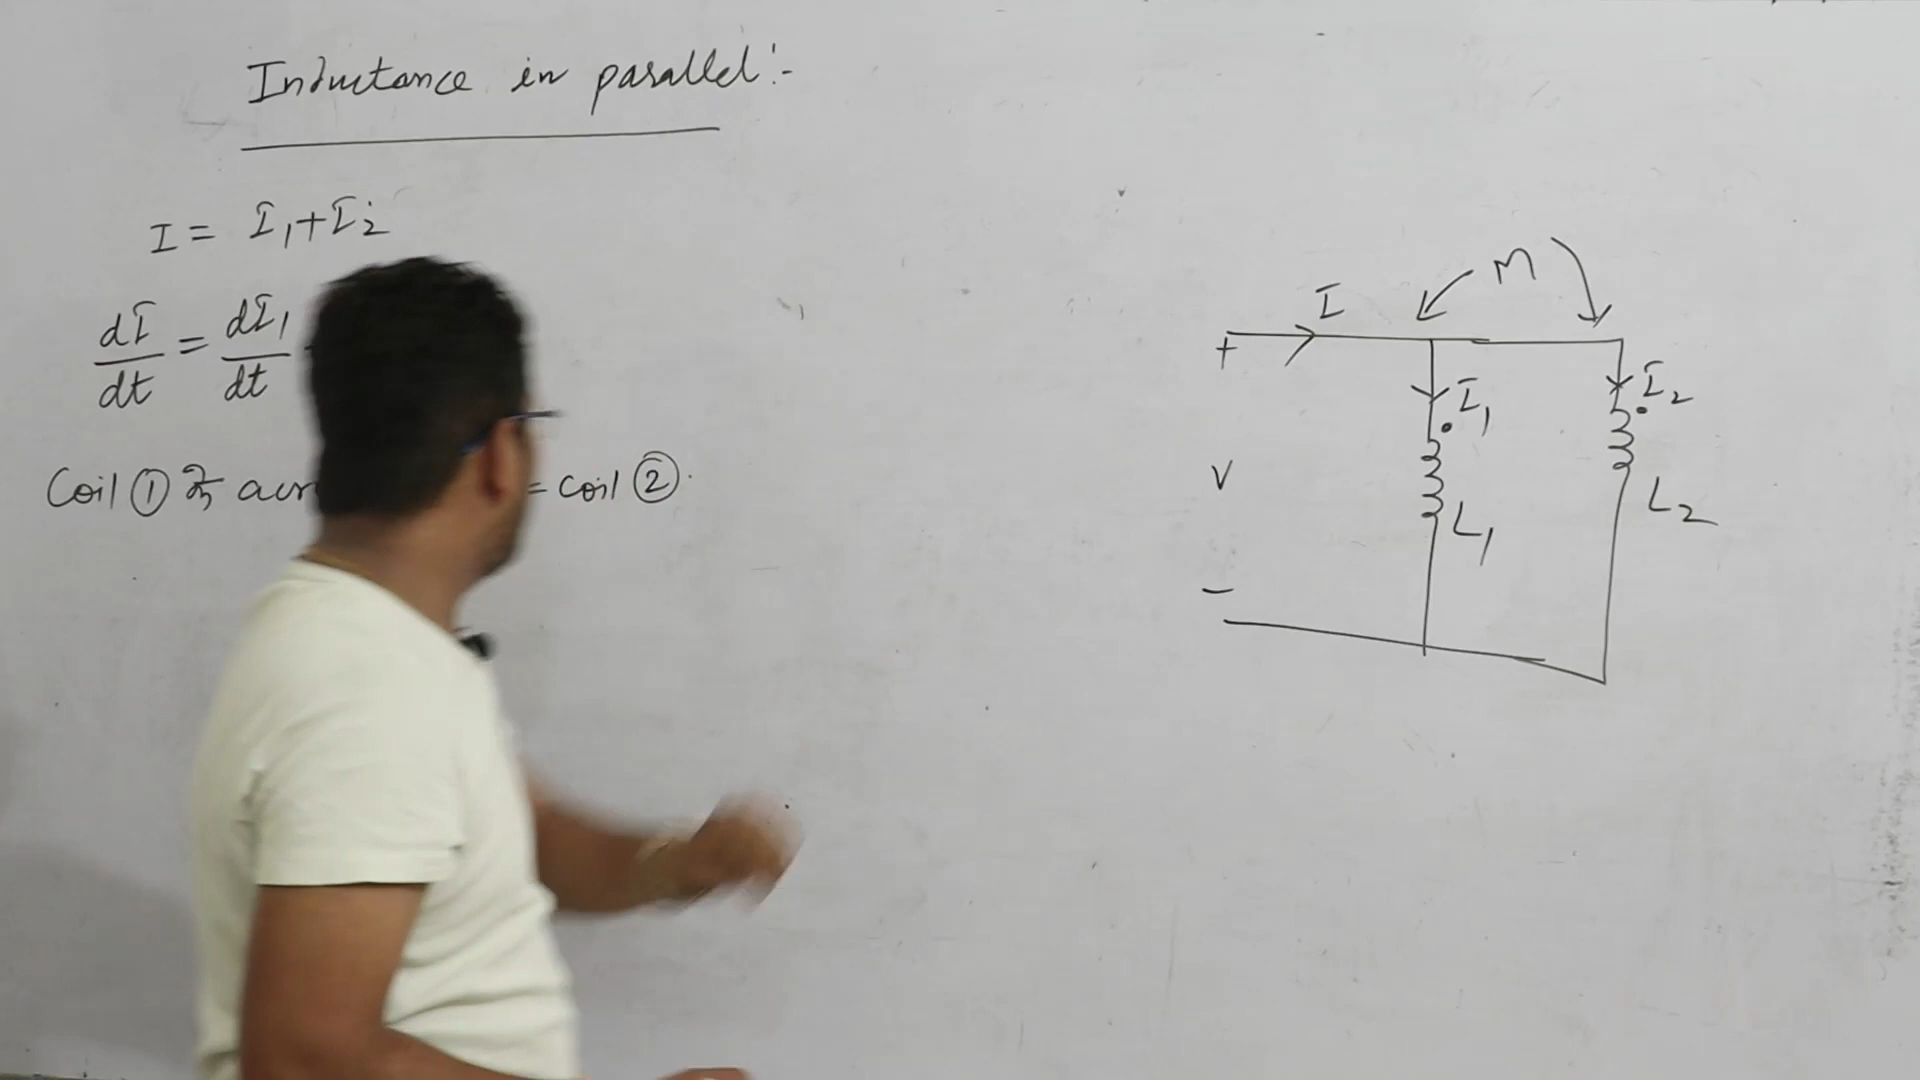 Inductance in parallel :-
I = I₁ + I₂
dI/dt = dI₁/dt
Coil ① के = coil ②.
M
I
+
I₁
I₂
V
L₁
L₂
-